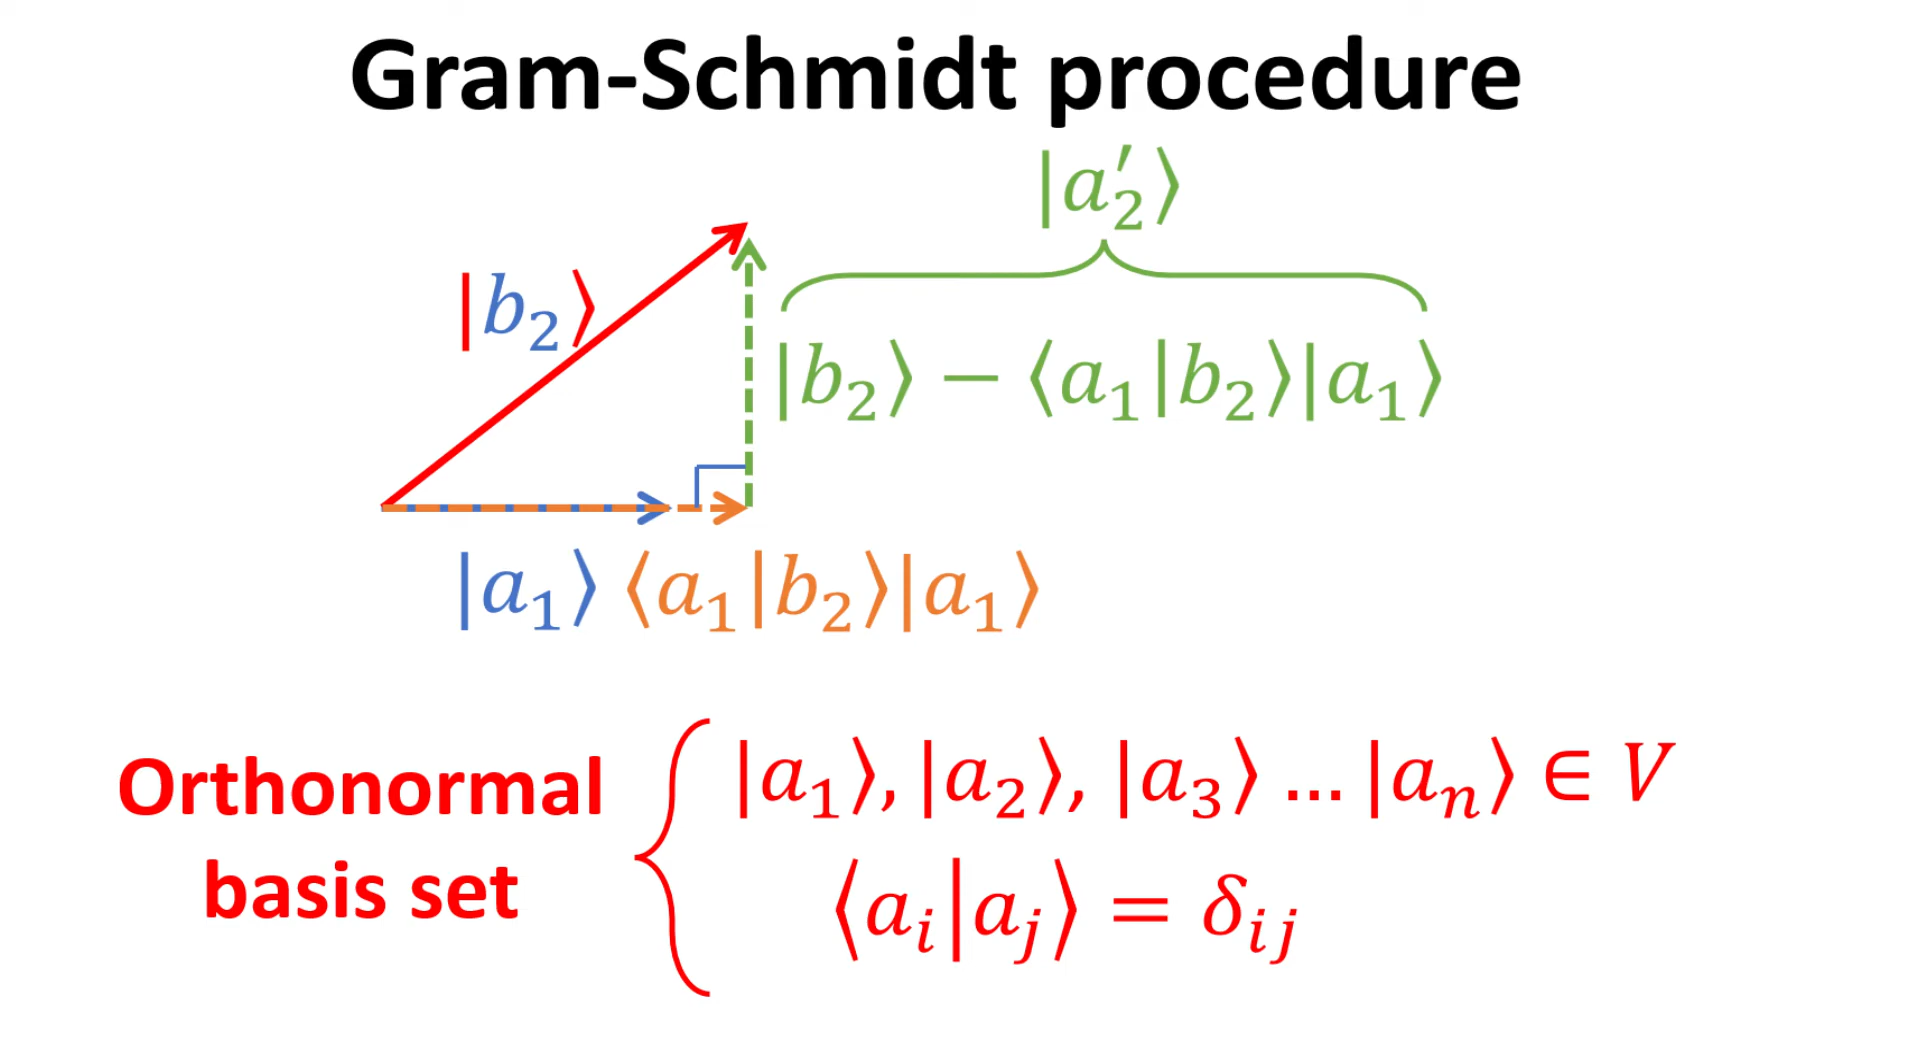 Gram-Schmidt procedure
|a₂′⟩
|b₂⟩
|b₂⟩ − ⟨a₁|b₂⟩|a₁⟩
|a₁⟩ ⟨a₁|b₂⟩|a₁⟩
Orthonormal
basis set
|a₁⟩, |a₂⟩, |a₃⟩ ... |aₙ⟩ ∈ V
⟨aᵢ|aⱼ⟩ = δᵢⱼ